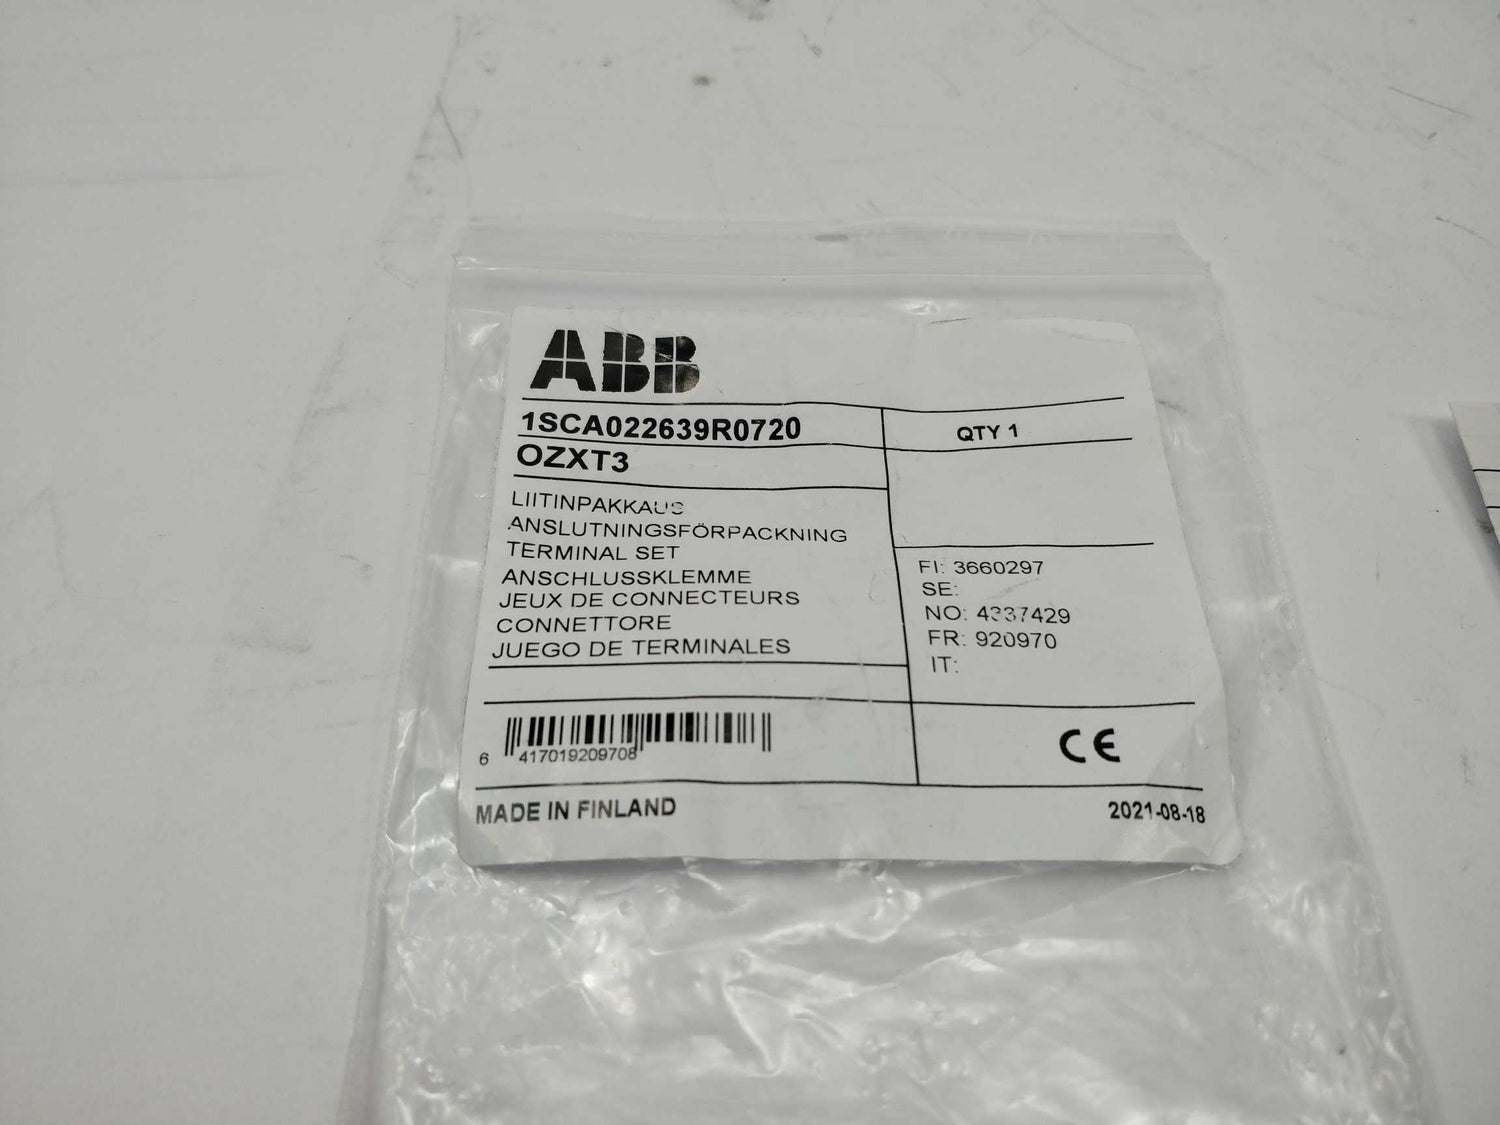 ABB
1SCA022639R0720
QTY 1
OZXT3
LIITINPAKKAUS
ANSLUTNINGSFÖRPACKNING
TERMINAL SET
ANSCHLUSSKLEMME
JEUX DE CONNECTEURS
CONNETTORE
JUEGO DE TERMINALES
FI: 3660297
SE:
NO: 4337429
FR: 920970
IT:
6 417019209708
CE
MADE IN FINLAND
2021-08-18